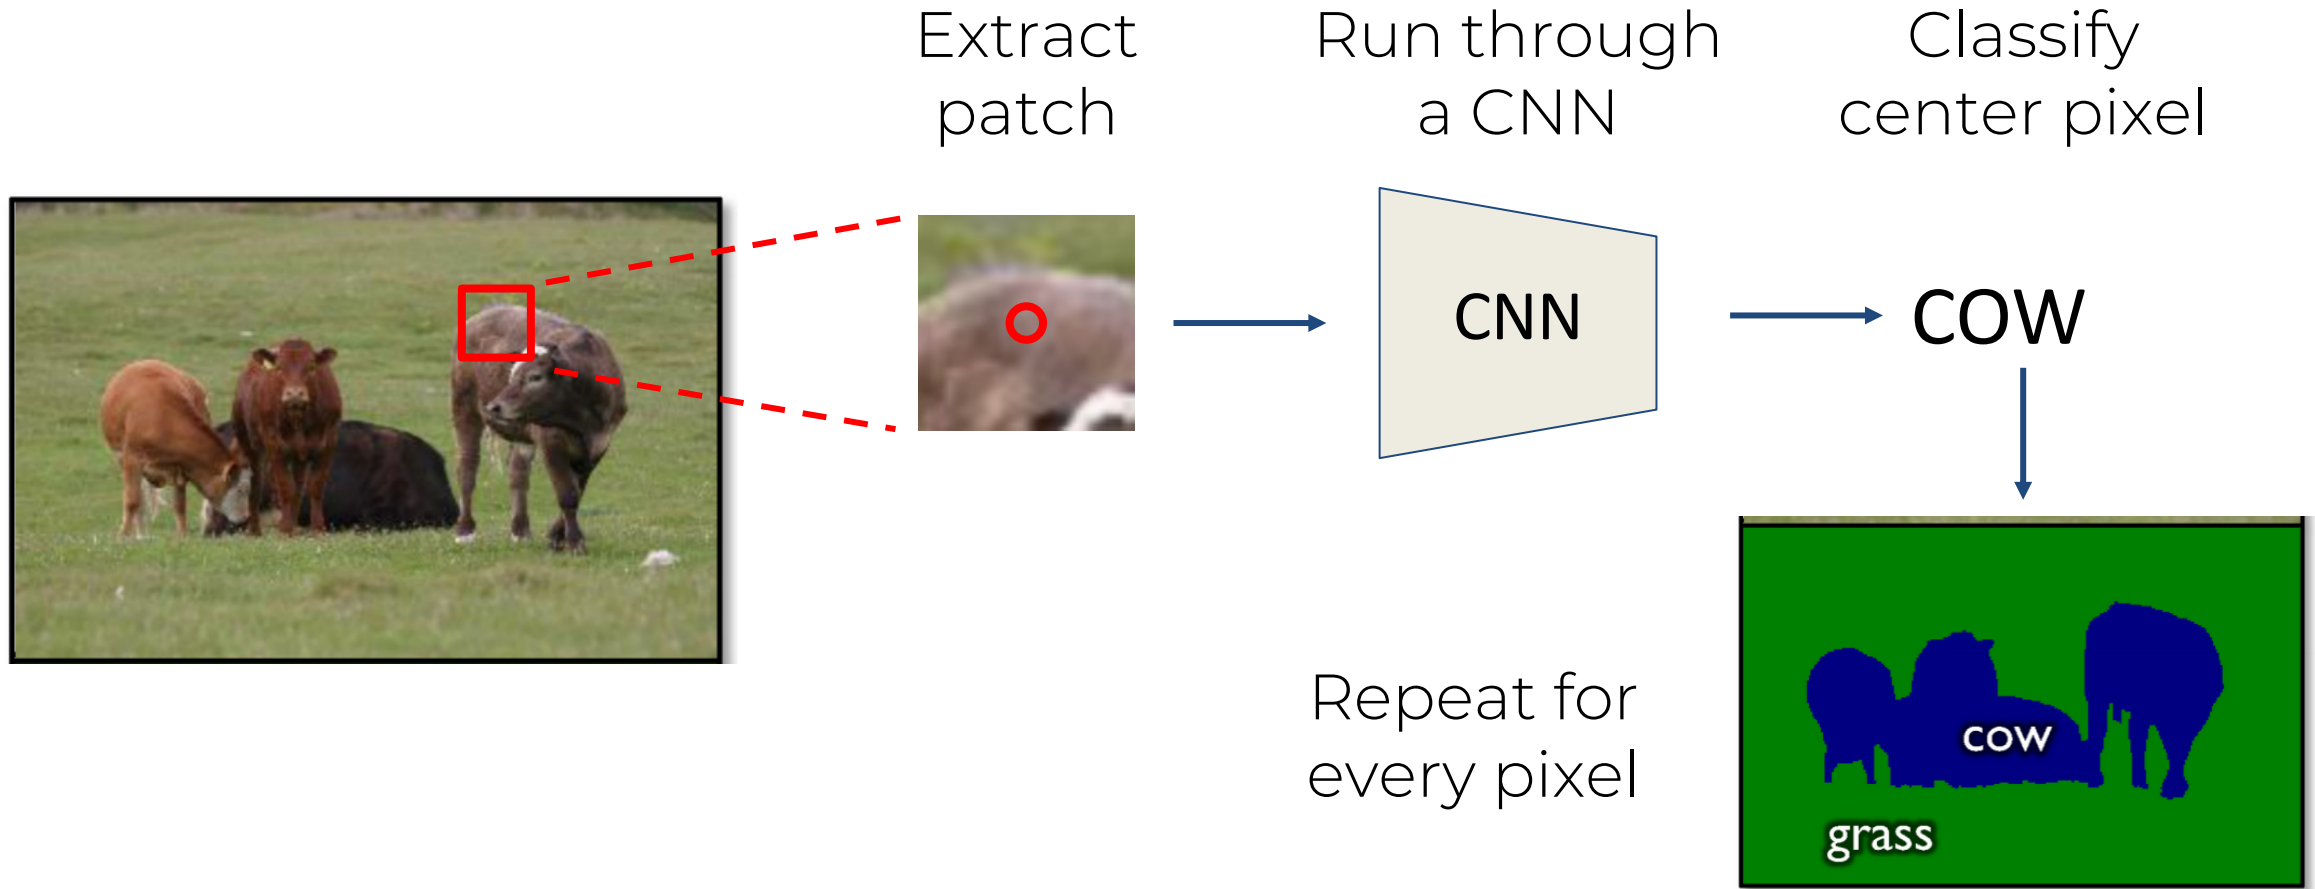 Extract
patch
Run through
a CNN
Classify
center pixel
CNN
COW
Repeat for
every pixel
cow
grass